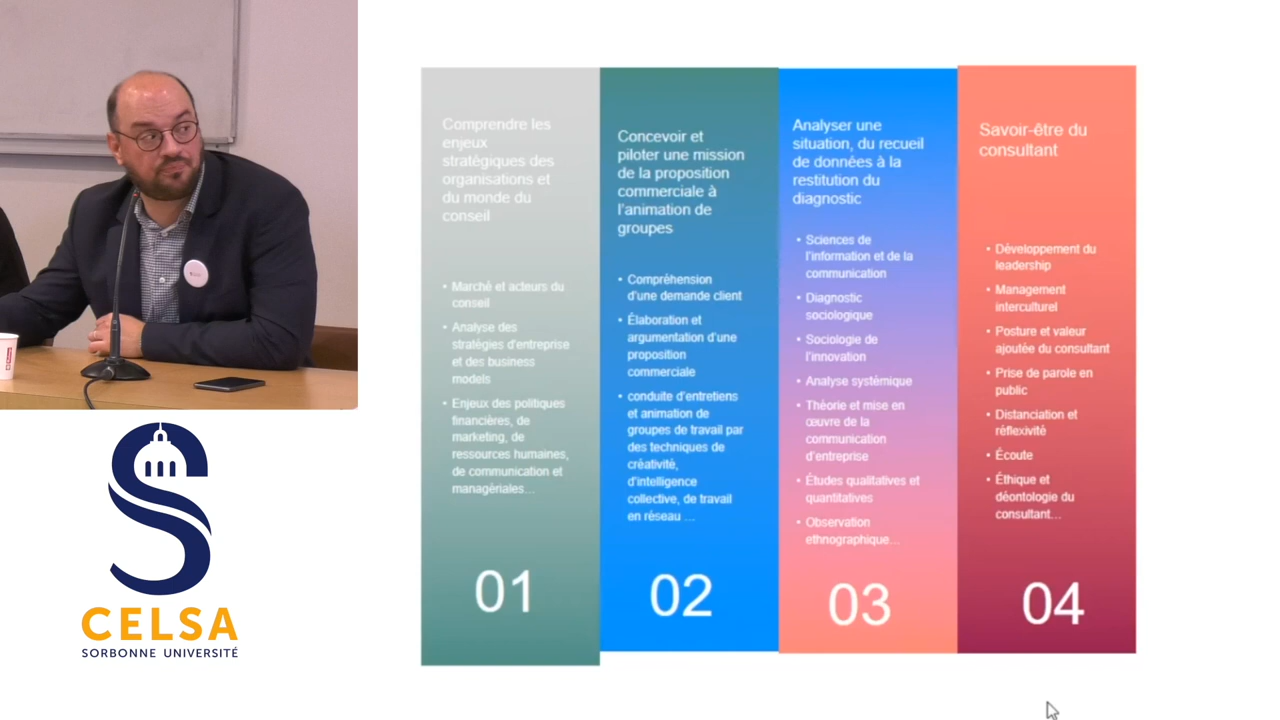 Comprendre les
enjeux
stratégiques des
organisations et
du monde du
conseil
• Marché et acteurs du
conseil
• Analyse des
stratégies d'entreprise
et des business
models
• Enjeux des politiques
financières, de
marketing, de
ressources humaines,
de communication et
managériales…
01
Concevoir et
piloter une mission
de la proposition
commerciale à
l'animation de
groupes
• Compréhension
d'une demande client
• Élaboration et
argumentation d'une
proposition
commerciale
• conduite d'entretiens
et animation de
groupes de travail par
des techniques de
créativité,
d'intelligence
collective, de travail
en réseau …
02
Analyser une
situation, du recueil
de données à la
restitution du
diagnostic
• Sciences de
l'information et de la
communication
• Diagnostic
sociologique
• Sociologie de
l'innovation
• Analyse systémique
• Théorie et mise en
œuvre de la
communication
d'entreprise
• Études qualitatives et
quantitatives
• Observation
ethnographique…
03
Savoir-être du
consultant
• Développement du
leadership
• Management
interculturel
• Posture et valeur
ajoutée du consultant
• Prise de parole en
public
• Distanciation et
réflexivité
• Écoute
• Éthique et
déontologie du
consultant…
04
CELSA
SORBONNE UNIVERSITÉ